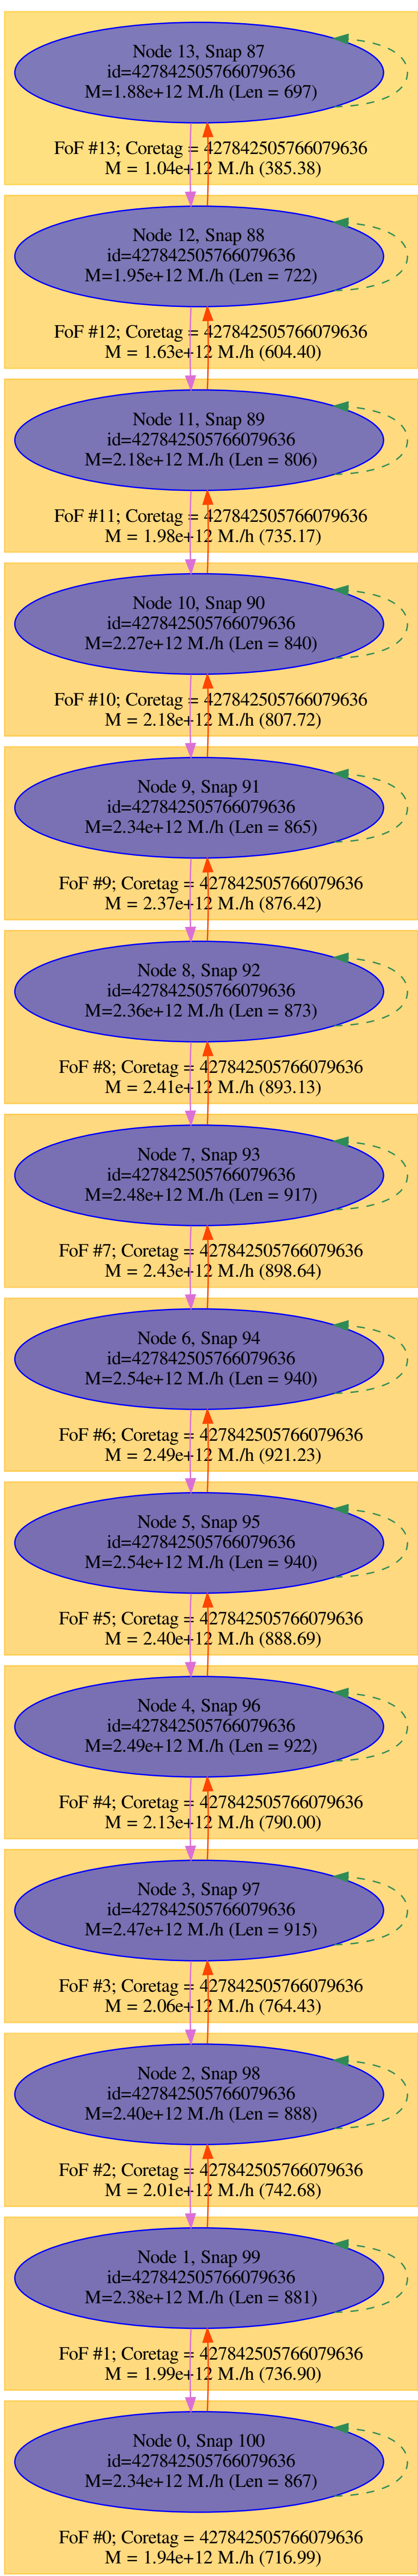 Node 13, Snap 87
id=427842505766079636
M=1.88e+12 M./h (Len = 697)
FoF #13; Coretag = 427842505766079636
M = 1.04e+12 M./h (385.38)
Node 12, Snap 88
id=427842505766079636
M=1.95e+12 M./h (Len = 722)
FoF #12; Coretag = 427842505766079636
M = 1.63e+12 M./h (604.40)
Node 11, Snap 89
id=427842505766079636
M=2.18e+12 M./h (Len = 806)
FoF #11; Coretag = 427842505766079636
M = 1.98e+12 M./h (735.17)
Node 10, Snap 90
id=427842505766079636
M=2.27e+12 M./h (Len = 840)
FoF #10; Coretag = 427842505766079636
M = 2.18e+12 M./h (807.72)
Node 9, Snap 91
id=427842505766079636
M=2.34e+12 M./h (Len = 865)
FoF #9; Coretag = 427842505766079636
M = 2.37e+12 M./h (876.42)
Node 8, Snap 92
id=427842505766079636
M=2.36e+12 M./h (Len = 873)
FoF #8; Coretag = 427842505766079636
M = 2.41e+12 M./h (893.13)
Node 7, Snap 93
id=427842505766079636
M=2.48e+12 M./h (Len = 917)
FoF #7; Coretag = 427842505766079636
M = 2.43e+12 M./h (898.64)
Node 6, Snap 94
id=427842505766079636
M=2.54e+12 M./h (Len = 940)
FoF #6; Coretag = 427842505766079636
M = 2.49e+12 M./h (921.23)
Node 5, Snap 95
id=427842505766079636
M=2.54e+12 M./h (Len = 940)
FoF #5; Coretag = 427842505766079636
M = 2.40e+12 M./h (888.69)
Node 4, Snap 96
id=427842505766079636
M=2.49e+12 M./h (Len = 922)
FoF #4; Coretag = 427842505766079636
M = 2.13e+12 M./h (790.00)
Node 3, Snap 97
id=427842505766079636
M=2.47e+12 M./h (Len = 915)
FoF #3; Coretag = 427842505766079636
M = 2.06e+12 M./h (764.43)
Node 2, Snap 98
id=427842505766079636
M=2.40e+12 M./h (Len = 888)
FoF #2; Coretag = 427842505766079636
M = 2.01e+12 M./h (742.68)
Node 1, Snap 99
id=427842505766079636
M=2.38e+12 M./h (Len = 881)
FoF #1; Coretag = 427842505766079636
M = 1.99e+12 M./h (736.90)
Node 0, Snap 100
id=427842505766079636
M=2.34e+12 M./h (Len = 867)
FoF #0; Coretag = 427842505766079636
M = 1.94e+12 M./h (716.99)